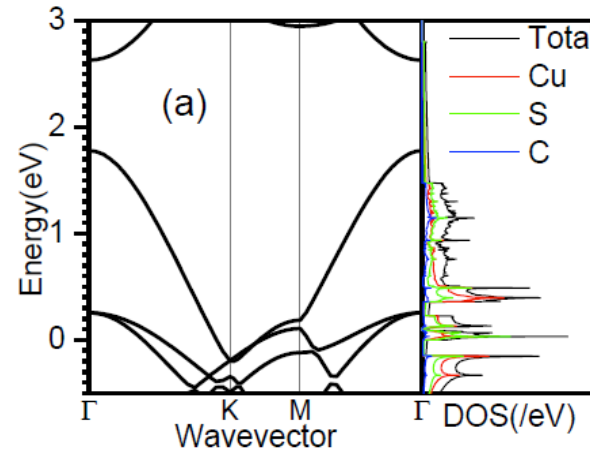 3
2
1
0
Energy(eV)
(a)
Γ K M Γ
Wavevector
Tota
Cu
S
C
DOS(/eV)